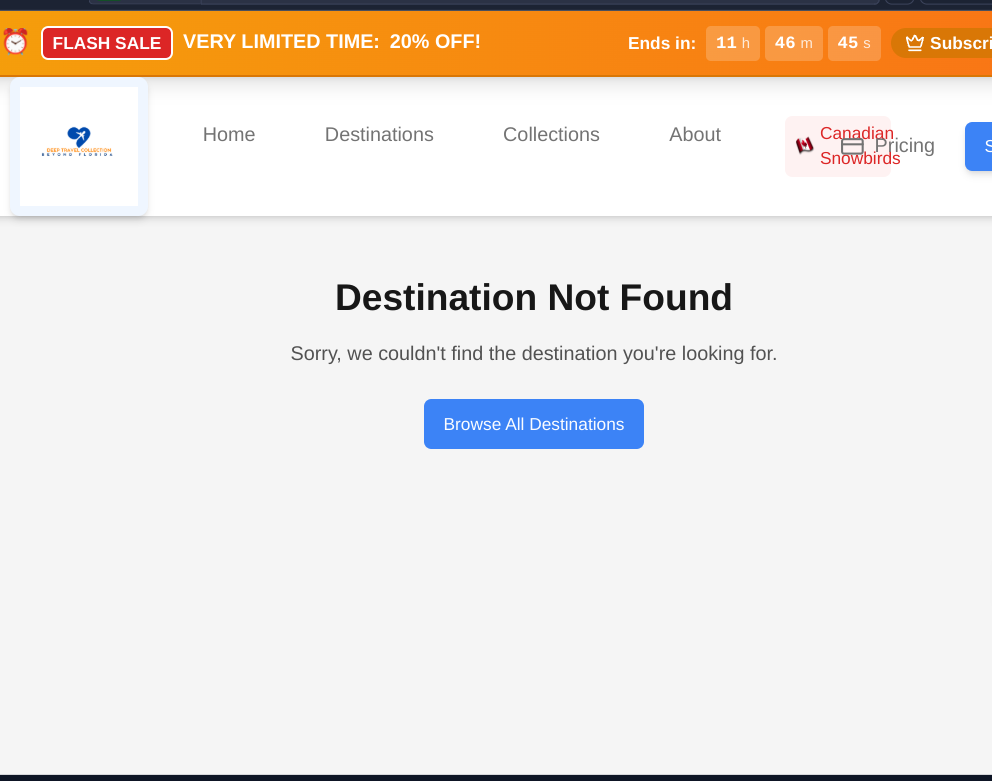 FLASH SALE VERY LIMITED TIME: 20% OFF! Ends in: 11 h 46 m 45 s
DEEP TRAVEL COLLECTION
BEYOND FLORIDA
Home Destinations Collections About Canadian Snowbirds Pricing
Destination Not Found
Sorry, we couldn't find the destination you're looking for.
Browse All Destinations